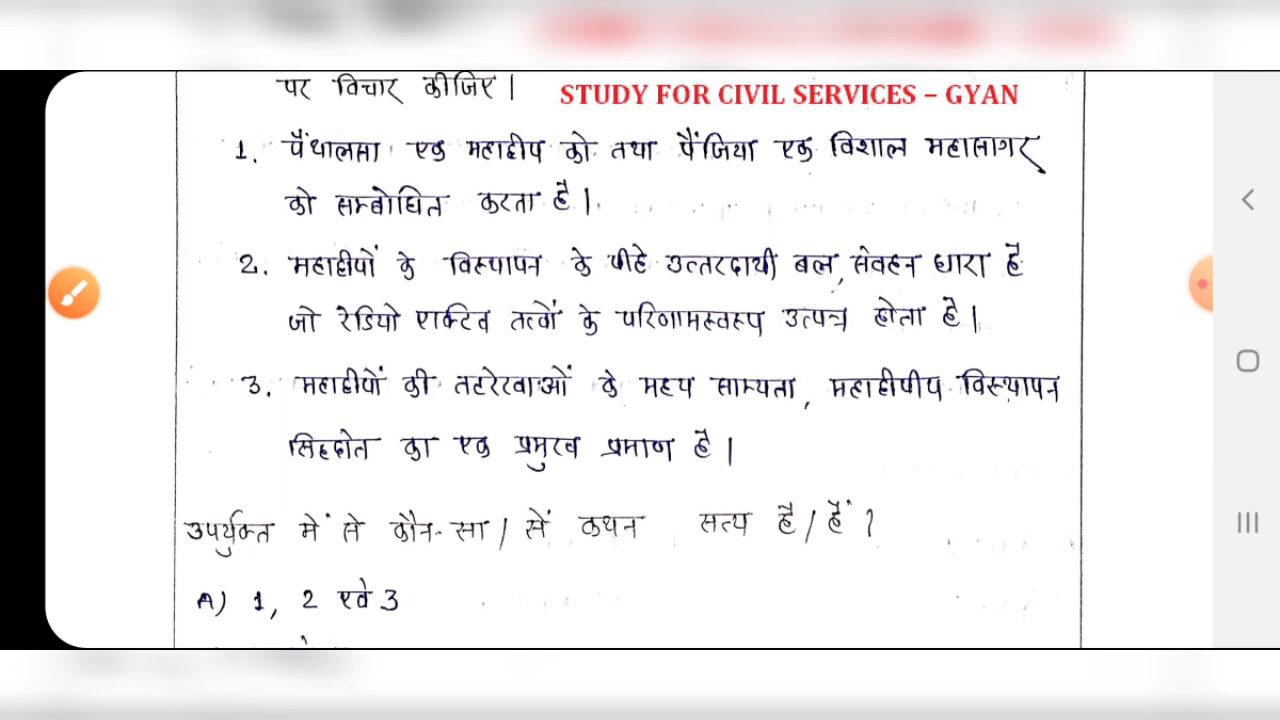 पर विचार कीजिए।
STUDY FOR CIVIL SERVICES – GYAN
1. पैंथालसा एक महाद्वीप को तथा पैंजिया एक विशाल महासागर
को सम्बोधित करता है।
2. महाद्वीपों के विस्थापन के पीछे उत्तरदायी बल, संवहन धारा है
जो रेडियो एक्टिव तत्वों के परिणामस्वरूप उत्पन्न होता है।
3. महाद्वीपों की तटरेखाओं के मध्य साम्यता, महाद्वीपीय विस्थापन
सिद्धांत का एक प्रमुख प्रमाण है।
उपर्युक्त में से कौन-सा / सें कथन सत्य है / हैं ?
A) 1, 2 एवं 3